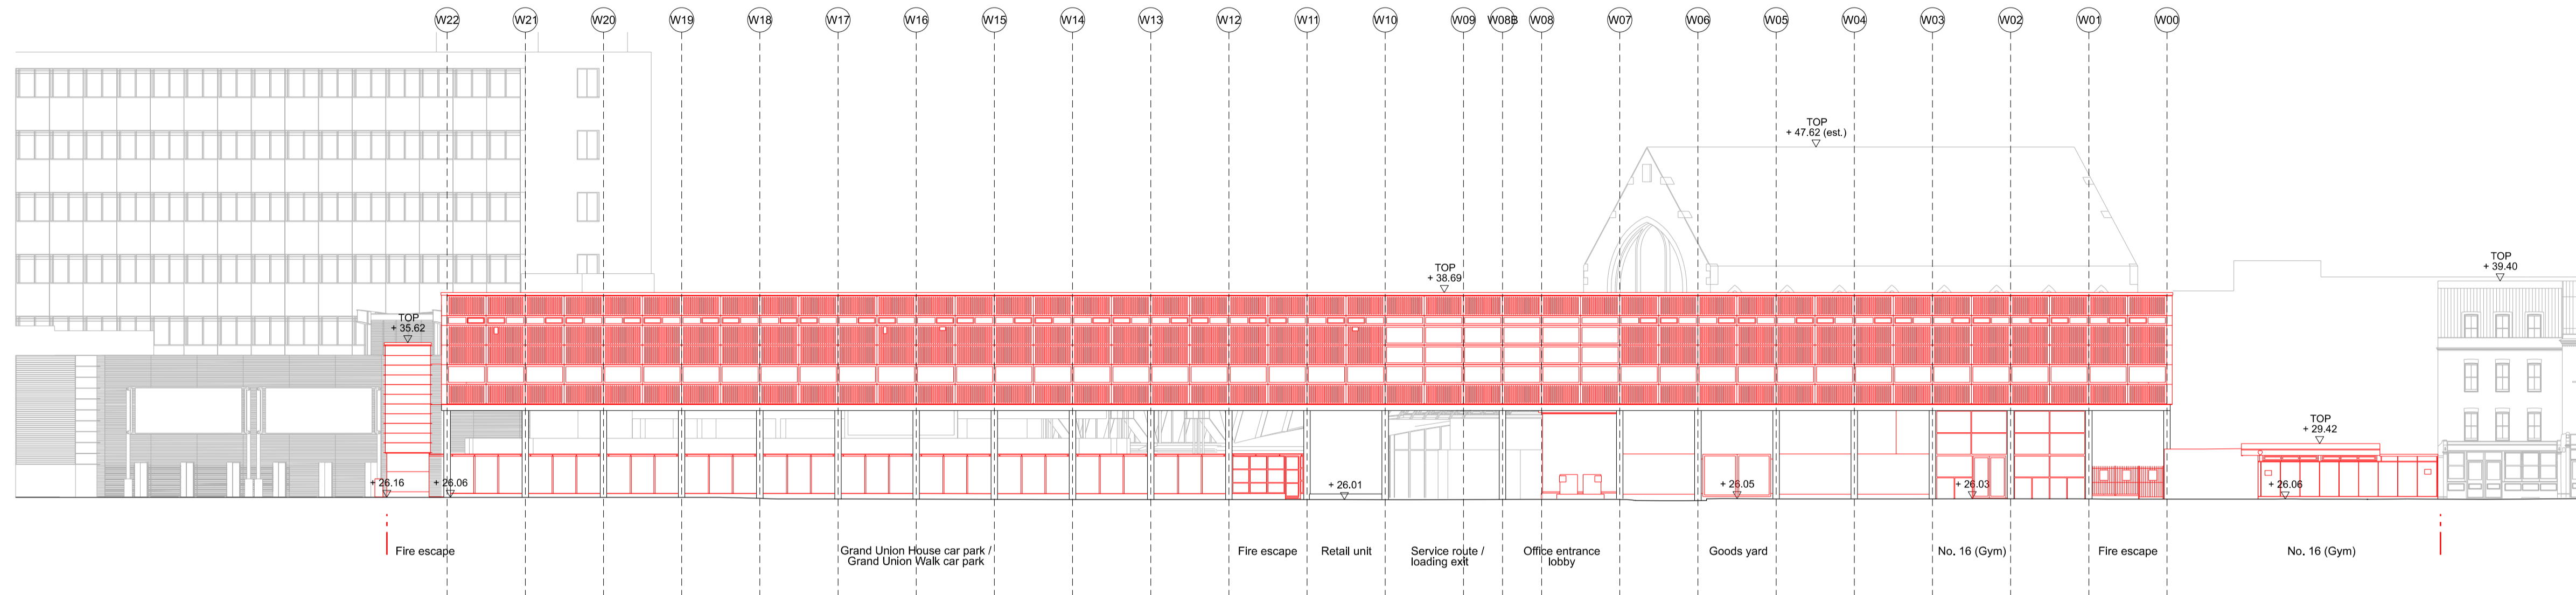 W22 W21 W20 W19 W18 W17 W16 W15 W14 W13 W12 W11 W10 W09 W08B W08 W07 W06 W05 W04 W03 W02 W01 W00
TOP
+ 47.62 (est.)
TOP
+ 39.40
TOP
+ 38.69
TOP
+ 35.62
TOP
+ 29.42
+ 26.16
+ 26.06
+ 26.01
+ 26.05
+ 26.03
+ 26.06
Fire escape
Grand Union House car park /
Grand Union Walk car park
Fire escape
Retail unit
Service route /
loading exit
Office entrance
lobby
Goods yard
No. 16 (Gym)
Fire escape
No. 16 (Gym)